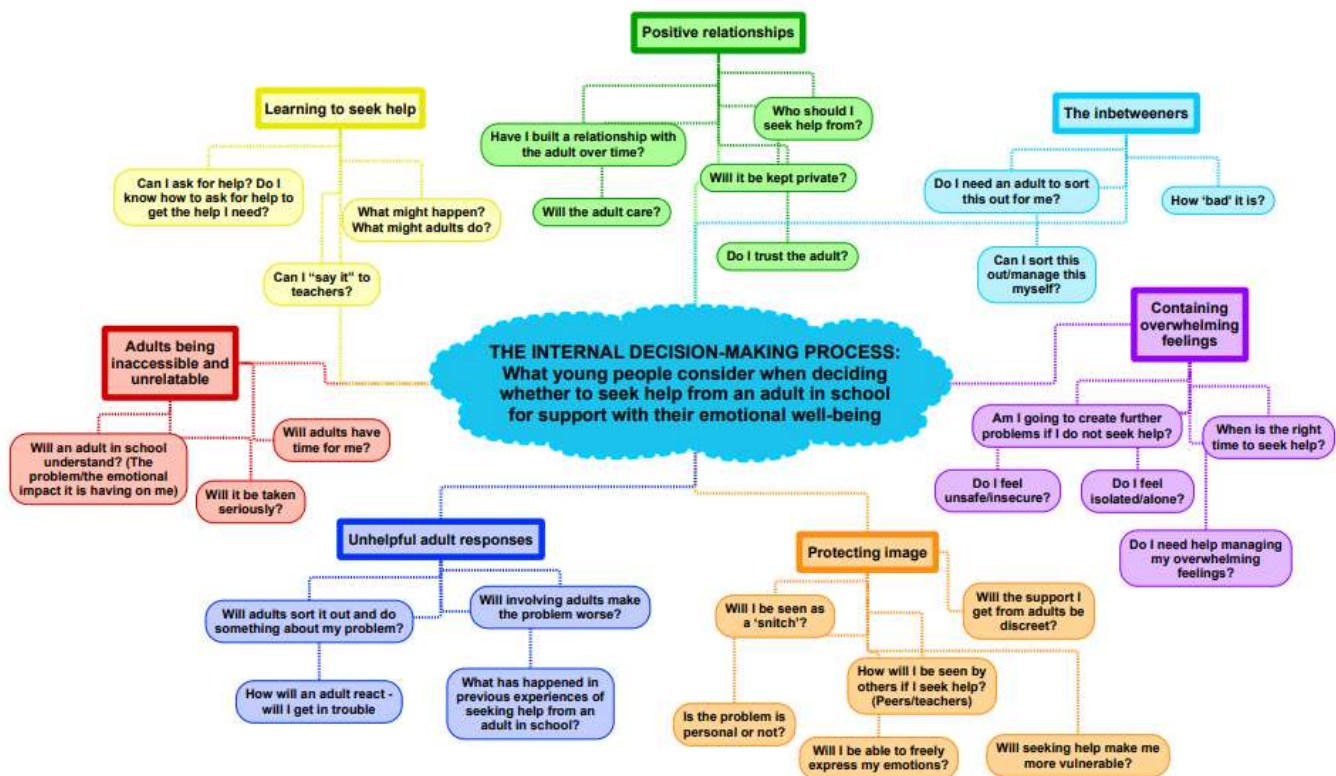 Positive relationships
Who should I
seek help from?
Have I built a relationship with
the adult over time?
Will it be kept private?
Will the adult care?
Do I trust the adult?
Learning to seek help
Can I ask for help? Do I
know how to ask for help to
get the help I need?
What might happen?
What might adults do?
Can I “say it” to
teachers?
The inbetweeners
Do I need an adult to sort
this out for me?
How ‘bad’ it is?
Can I sort this
out/manage this
myself?
THE INTERNAL DECISION-MAKING PROCESS:
What young people consider when deciding
whether to seek help from an adult in school
for support with their emotional well-being
Adults being
inaccessible and
unrelatable
Will adults have
time for me?
Will an adult in school
understand? (The
problem/the emotional
impact it is having on me)
Will it be taken
seriously?
Containing
overwhelming
feelings
Am I going to create further
problems if I do not seek help?
When is the right
time to seek help?
Do I feel
unsafe/insecure?
Do I feel
isolated/alone?
Do I need help managing
my overwhelming
feelings?
Unhelpful adult responses
Will adults sort it out and do
something about my problem?
Will involving adults make
the problem worse?
How will an adult react -
will I get in trouble
What has happened in
previous experiences of
seeking help from an
adult in school?
Protecting image
Will I be seen as
a ‘snitch’?
Will the support I
get from adults be
discreet?
How will I be seen by
others if I seek help?
(Peers/teachers)
Is the problem is
personal or not?
Will I be able to freely
express my emotions?
Will seeking help make me
more vulnerable?